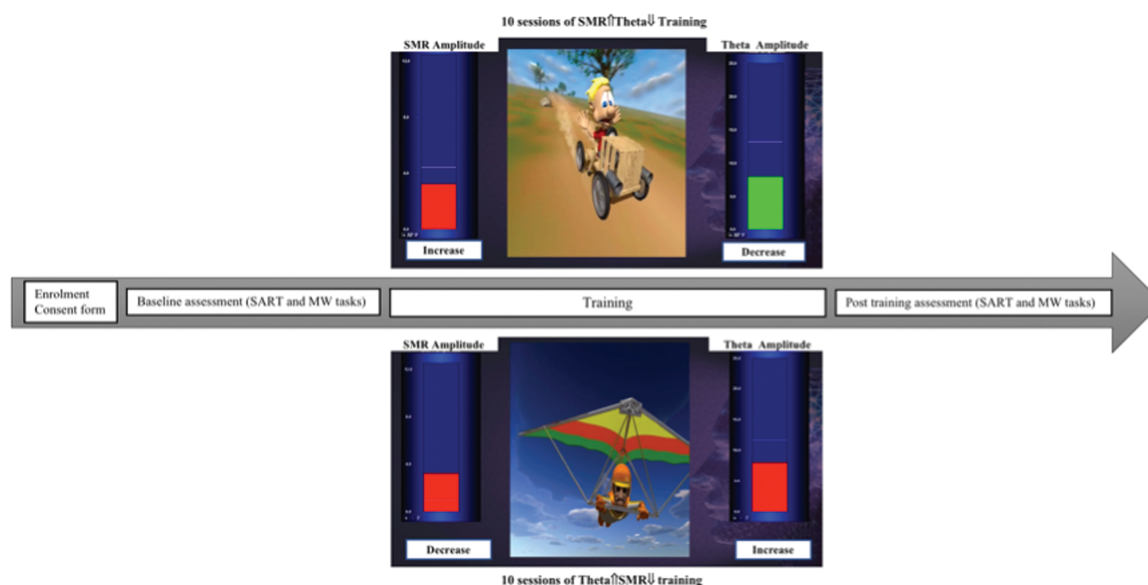 10 sessions of SMR⇑Theta⇓ Training
SMR Amplitude
Theta Amplitude
Increase
Decrease
Enrolment
Consent form
Baseline assessment (SART and MW tasks)
Training
Post training assessment (SART and MW tasks)
SMR Amplitude
Theta Amplitude
Decrease
Increase
10 sessions of Theta⇑SMR⇓ training